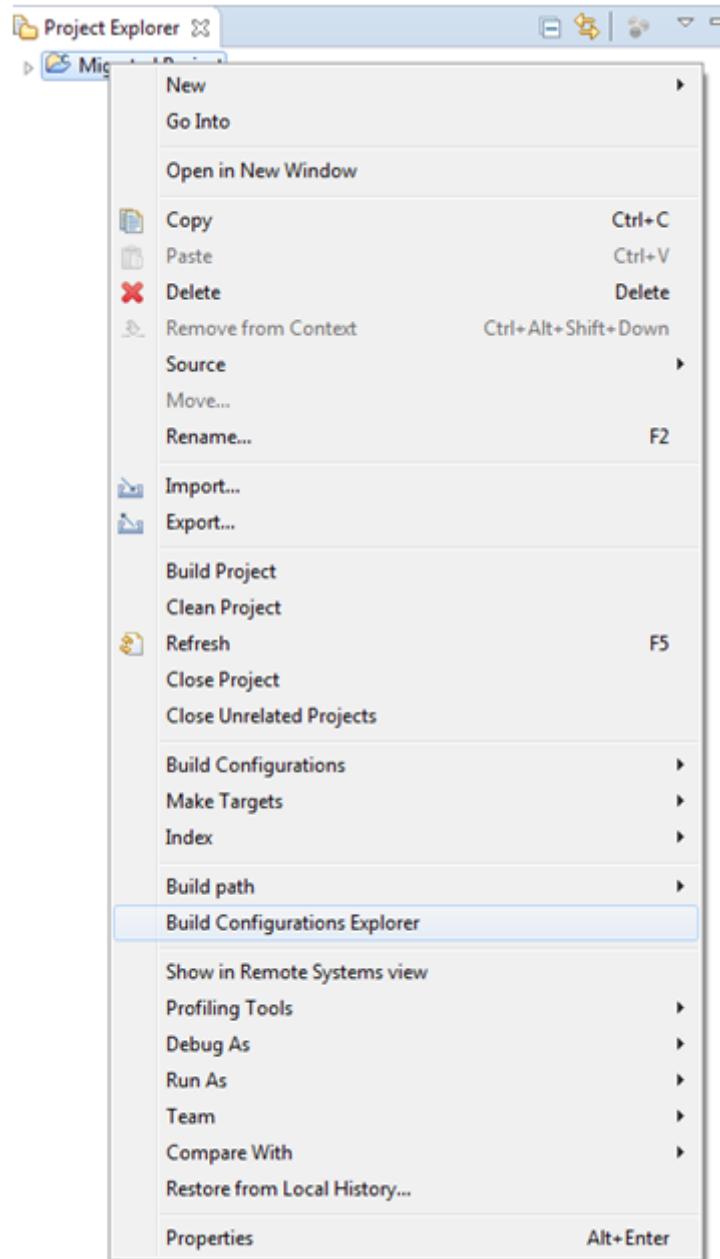 Project Explorer
New
Go Into
Open in New Window
Copy Ctrl+C
Paste Ctrl+V
Delete Delete
Remove from Context Ctrl+Alt+Shift+Down
Source
Move...
Rename... F2
Import...
Export...
Build Project
Clean Project
Refresh F5
Close Project
Close Unrelated Projects
Build Configurations
Make Targets
Index
Build path
Build Configurations Explorer
Show in Remote Systems view
Profiling Tools
Debug As
Run As
Team
Compare With
Restore from Local History...
Properties Alt+Enter